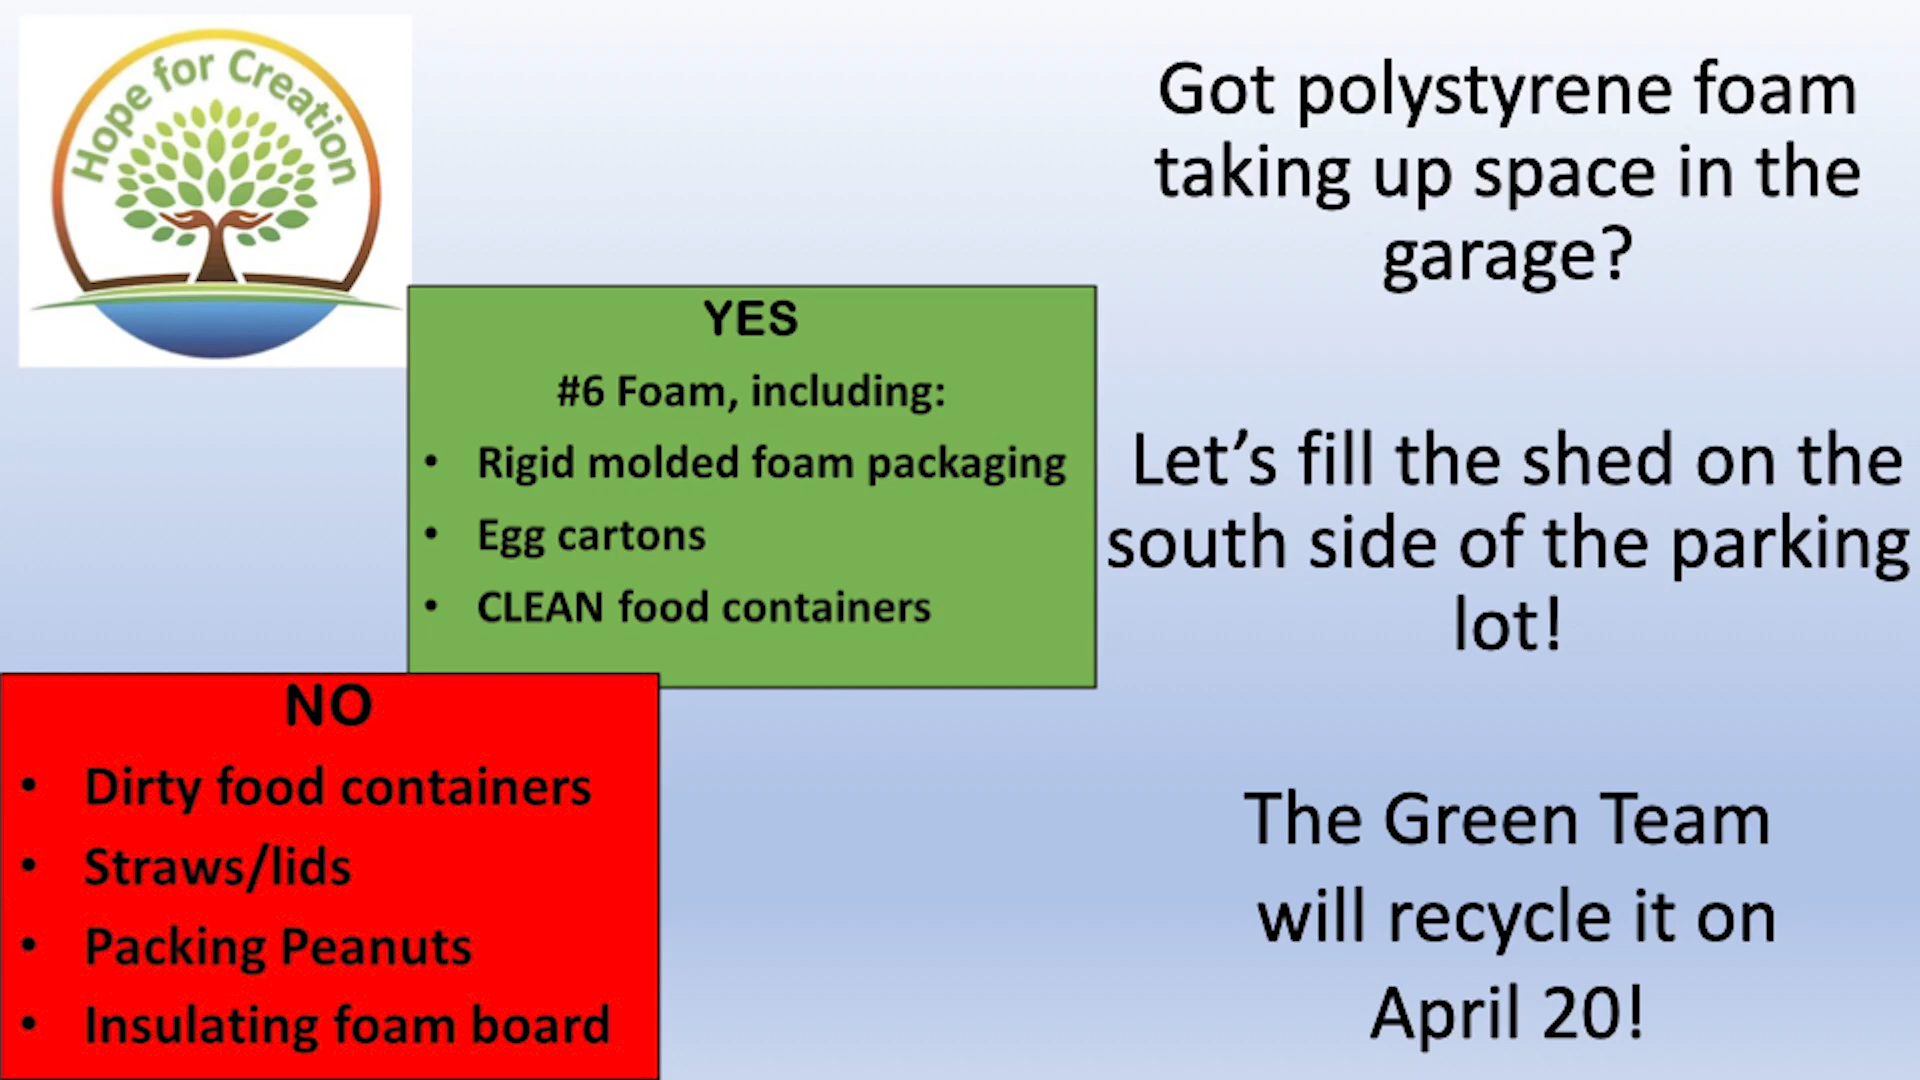 Hope for Creation
Got polystyrene foam
taking up space in the
garage?
YES
#6 Foam, including:
• Rigid molded foam packaging
• Egg cartons
• CLEAN food containers
Let’s fill the shed on the
south side of the parking
lot!
NO
• Dirty food containers
• Straws/lids
• Packing Peanuts
• Insulating foam board
The Green Team
will recycle it on
April 20!